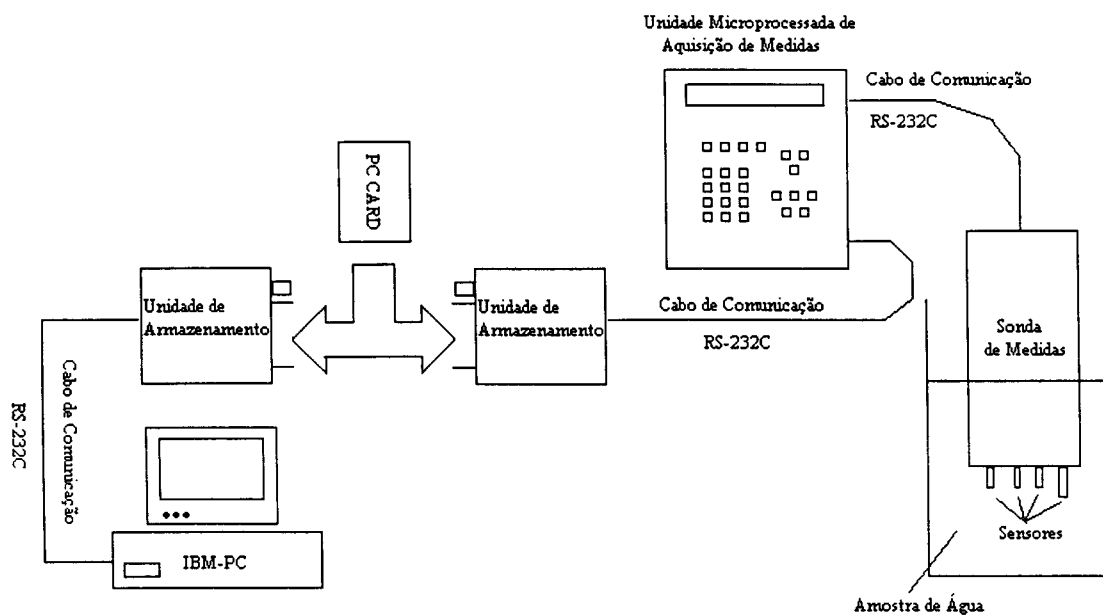 Unidade Microprocessada de
Aquisição de Medidas
Cabo de Comunicação
RS-232C
PC CARD
Unidade de
Armazenamento
Unidade de
Armazenamento
Cabo de Comunicação
RS-232C
Sonda
de Medidas
Cabo de Comunicação
RS-232C
Sensores
IBM-PC
Amostra de Água